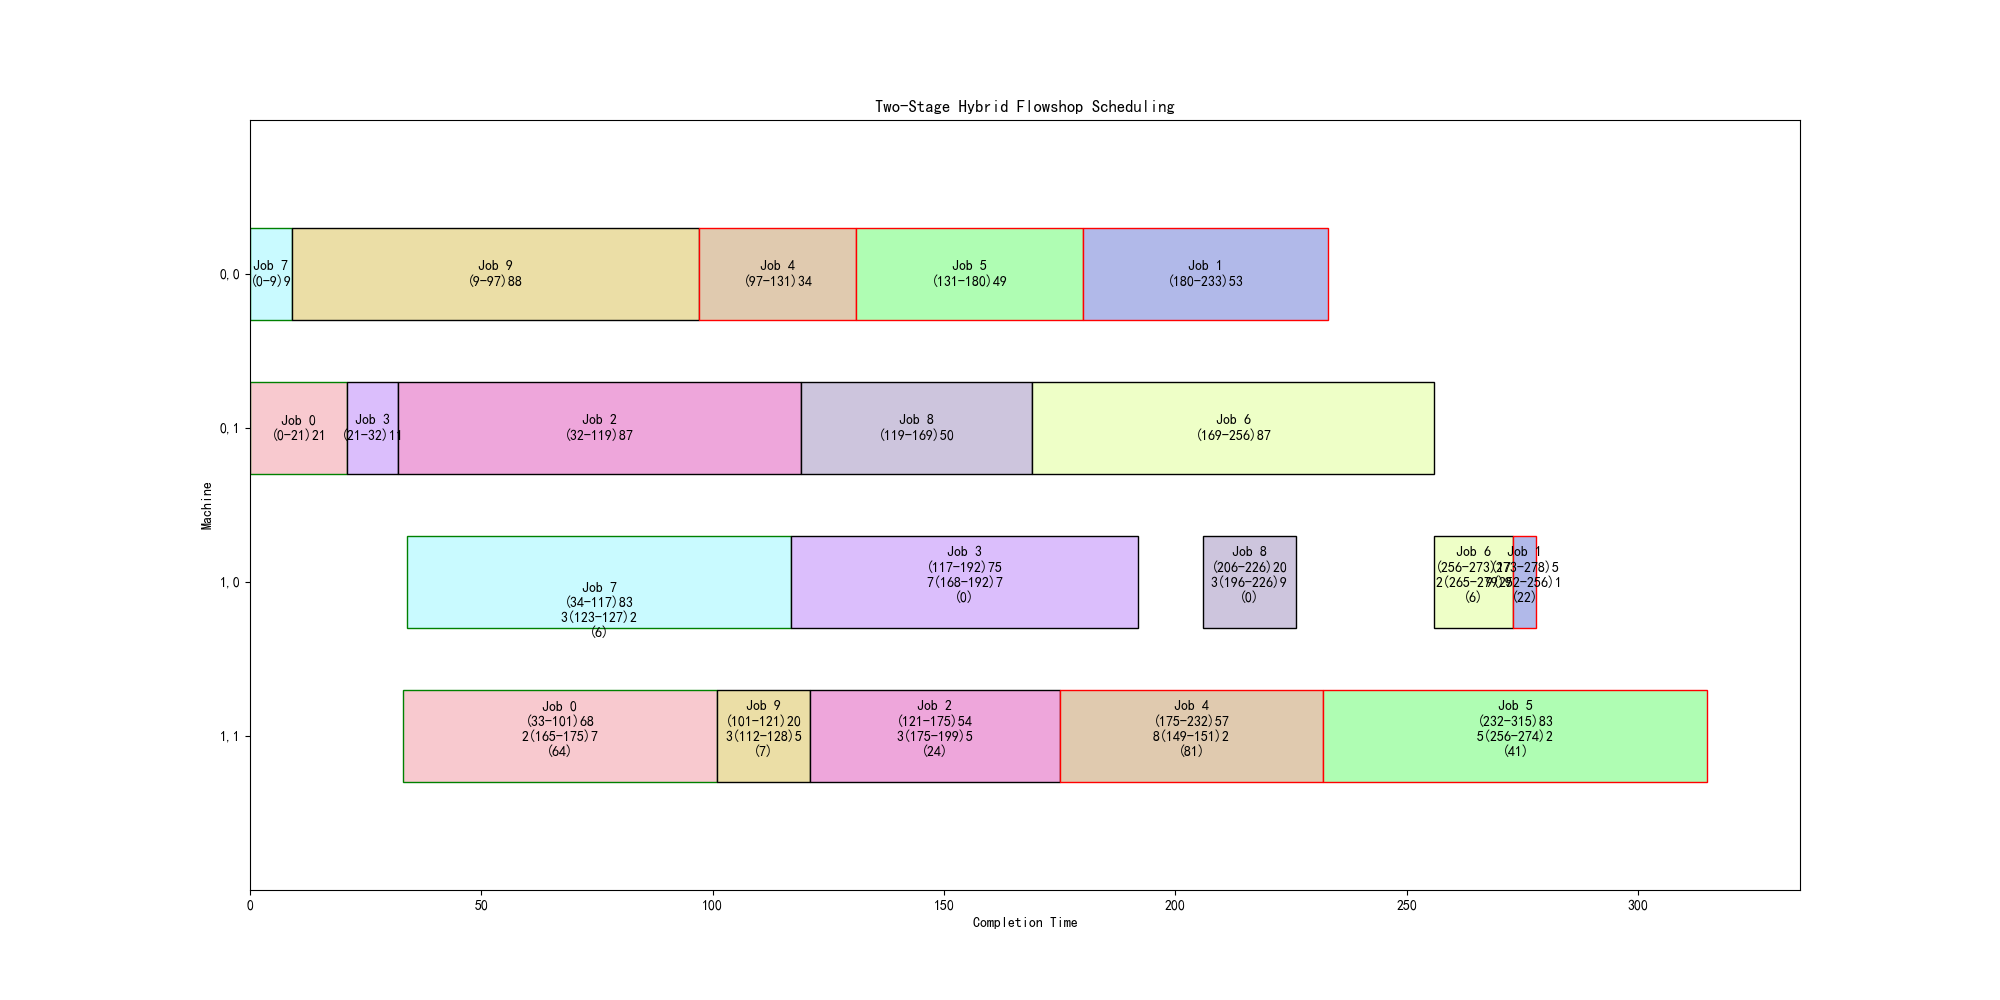 Two-Stage Hybrid Flowshop Scheduling
0,0
Job 7
(0-9)9
Job 9
(9-97)88
Job 4
(97-131)34
Job 5
(131-180)49
Job 1
(180-233)53
0,1
Job 0
(0-21)21
Job 3
(21-32)11
Job 2
(32-119)87
Job 8
(119-169)50
Job 6
(169-256)87
Machine
1,0
Job 7
(34-117)83
3(123-127)2
(6)
Job 3
(117-192)75
7(168-192)7
(0)
Job 8
(206-226)20
3(196-226)9
(0)
Job 6
(256-273)17
(6)
Job 1
(273-278)5
(22)
1,1
Job 0
(33-101)68
2(165-175)7
(64)
Job 9
(101-121)20
3(112-128)5
(7)
Job 2
(121-175)54
3(175-199)5
(24)
Job 4
(175-232)57
8(149-151)2
(81)
Job 5
(232-315)83
5(256-274)2
(41)
0
50
100
150
200
250
300
Completion Time